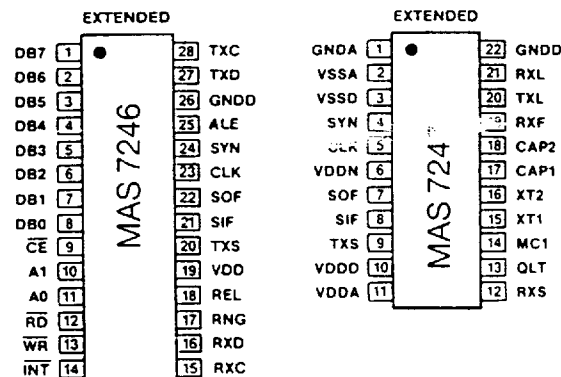 EXTENDED
DB7 1 28 TXC
DB6 2 27 TXD
DB5 3 26 GNDD
DB4 4 25 ALE
DB3 5 24 SYN
DB2 6 23 CLK
DB1 7 22 SOF
DB0 8 21 SIF
CE 9 20 TXS
A1 10 19 VDD
A0 11 18 REL
RD 12 17 RNG
WR 13 16 RXD
INT 14 15 RXC
MAS 7246
EXTENDED
GNDA 1 22 GNDD
VSSA 2 21 RXL
VSSD 3 20 TXL
SYN 4 19 RXF
CLK 5 18 CAP2
VDDN 6 17 CAP1
SOF 7 16 XT2
SIF 8 15 XT1
TXS 9 14 MC1
VDDD 10 13 QLT
VDDA 11 12 RXS
MAS 724